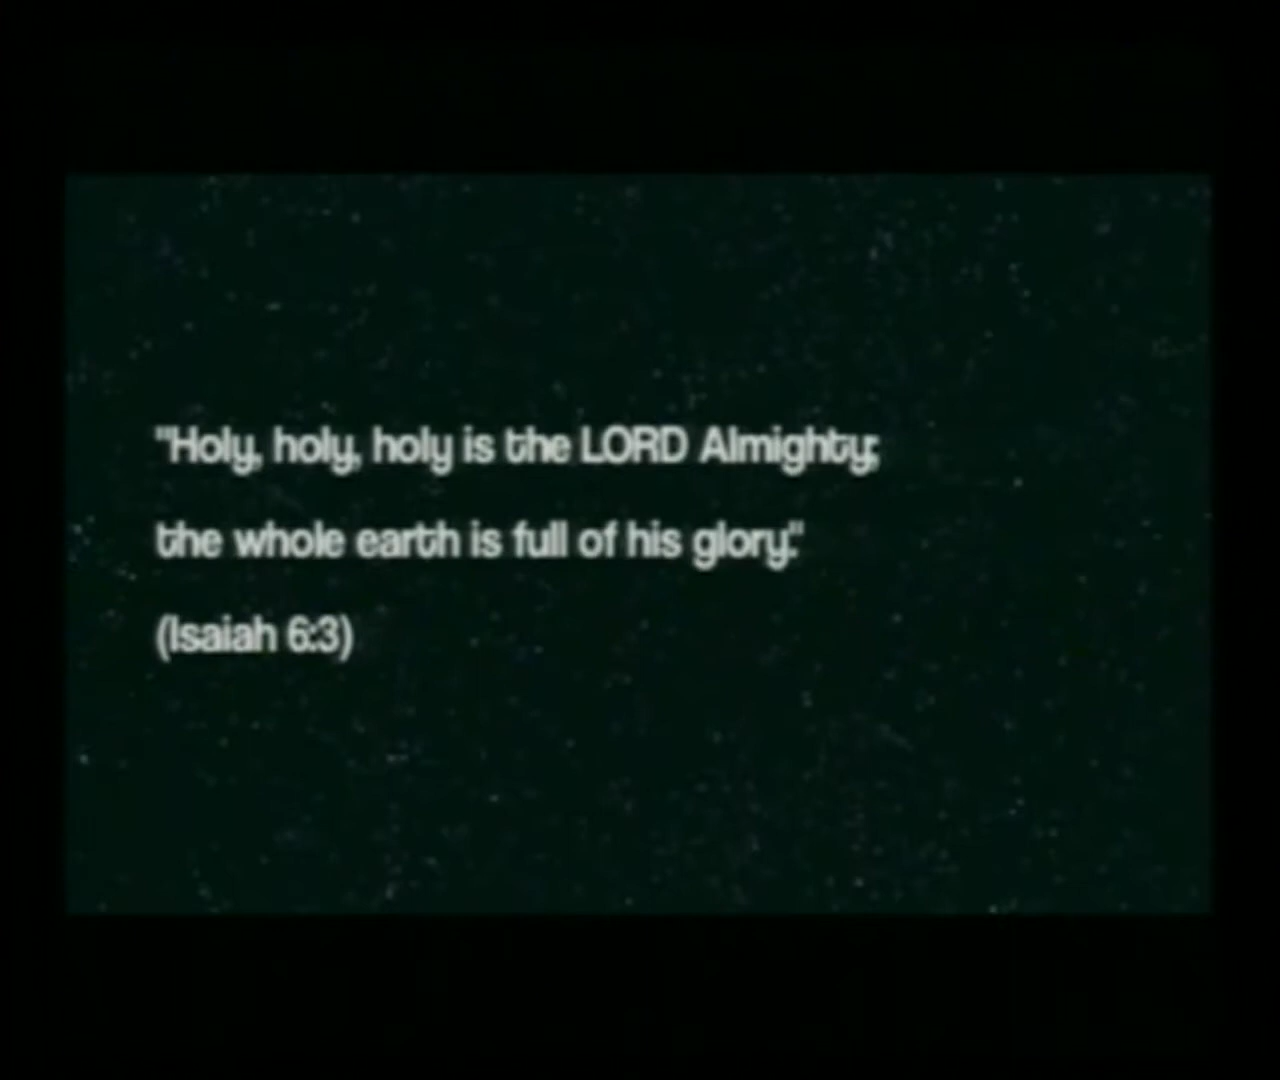 "Holy, holy, holy is the LORD Almighty;
the whole earth is full of his glory."
(Isaiah 6:3)